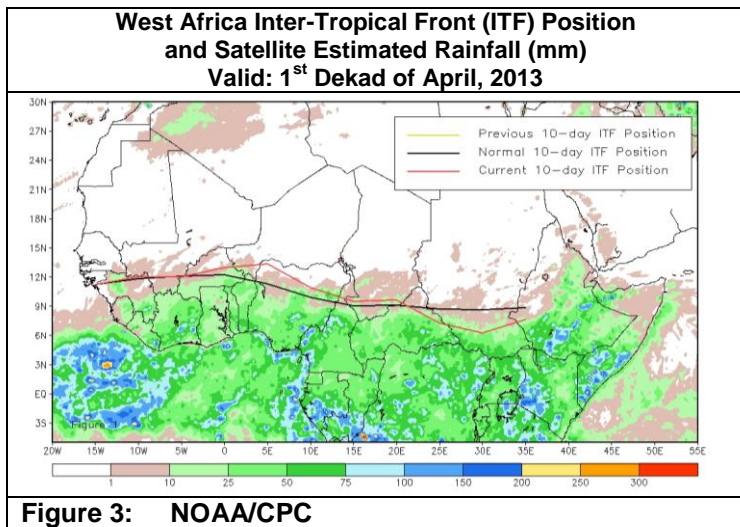 West Africa Inter-Tropical Front (ITF) Position
and Satellite Estimated Rainfall (mm)
Valid: 1st Dekad of April, 2013
30N
27N
24N
21N
18N
15N
12N
9N
6N
3N
EQ
3S
Previous 10-day ITF Position
Normal 10-day ITF Position
Current 10-day ITF Position
Figure 1
20W 15W 10W 5W 0 5E 10E 15E 20E 25E 30E 35E 40E 45E 50E 55E
1 10 25 50 75 100 150 200 250 300
Figure 3: NOAA/CPC